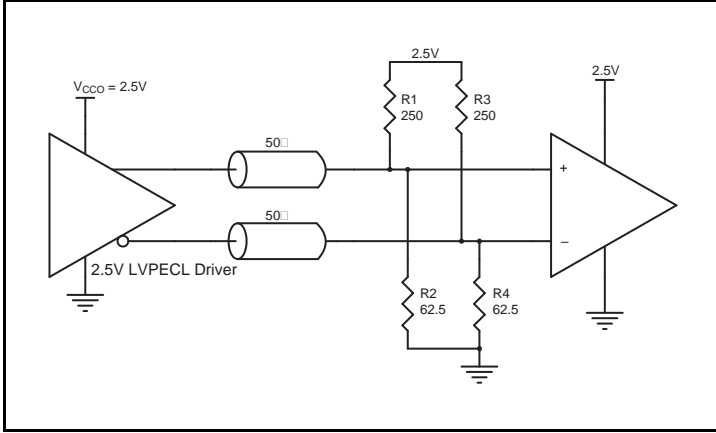 2.5V
V_CCO = 2.5V
2.5V
R1
250
R3
250
50□
+
50□
−
2.5V LVPECL Driver
R2
62.5
R4
62.5